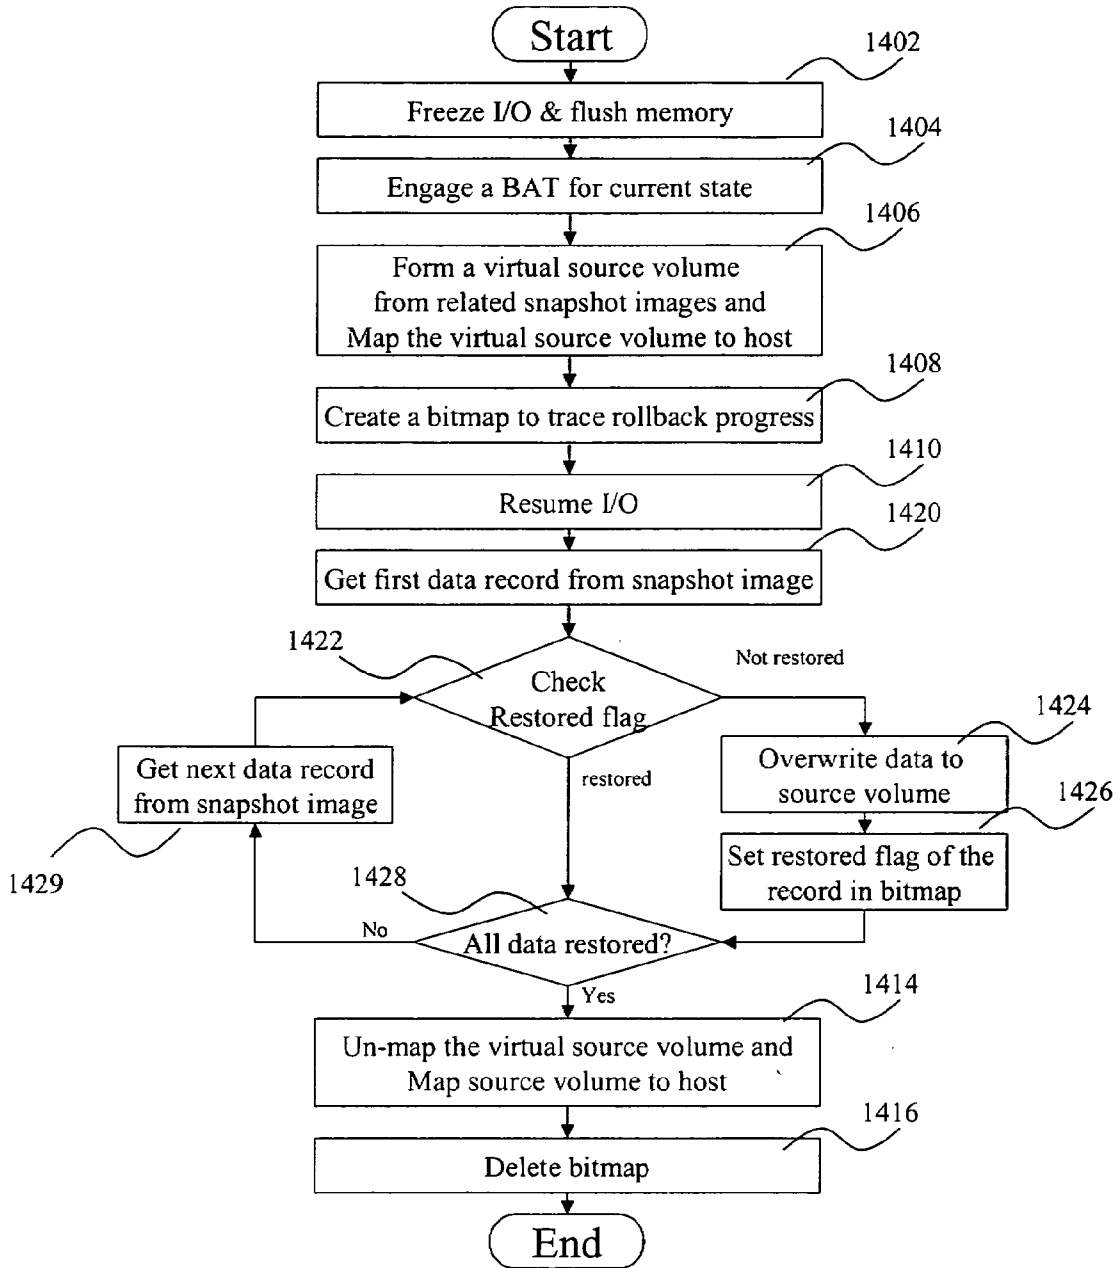 Start
1402
Freeze I/O & flush memory
1404
Engage a BAT for current state
1406
Form a virtual source volume
from related snapshot images and
Map the virtual source volume to host
1408
Create a bitmap to trace rollback progress
1410
Resume I/O
1420
Get first data record from snapshot image
1422
Not restored
Check
Restored flag
1424
Overwrite data to
source volume
Get next data record
from snapshot image
restored
1426
Set restored flag of the
record in bitmap
1429
1428
No
All data restored?
Yes
1414
Un-map the virtual source volume and
Map source volume to host
1416
Delete bitmap
End